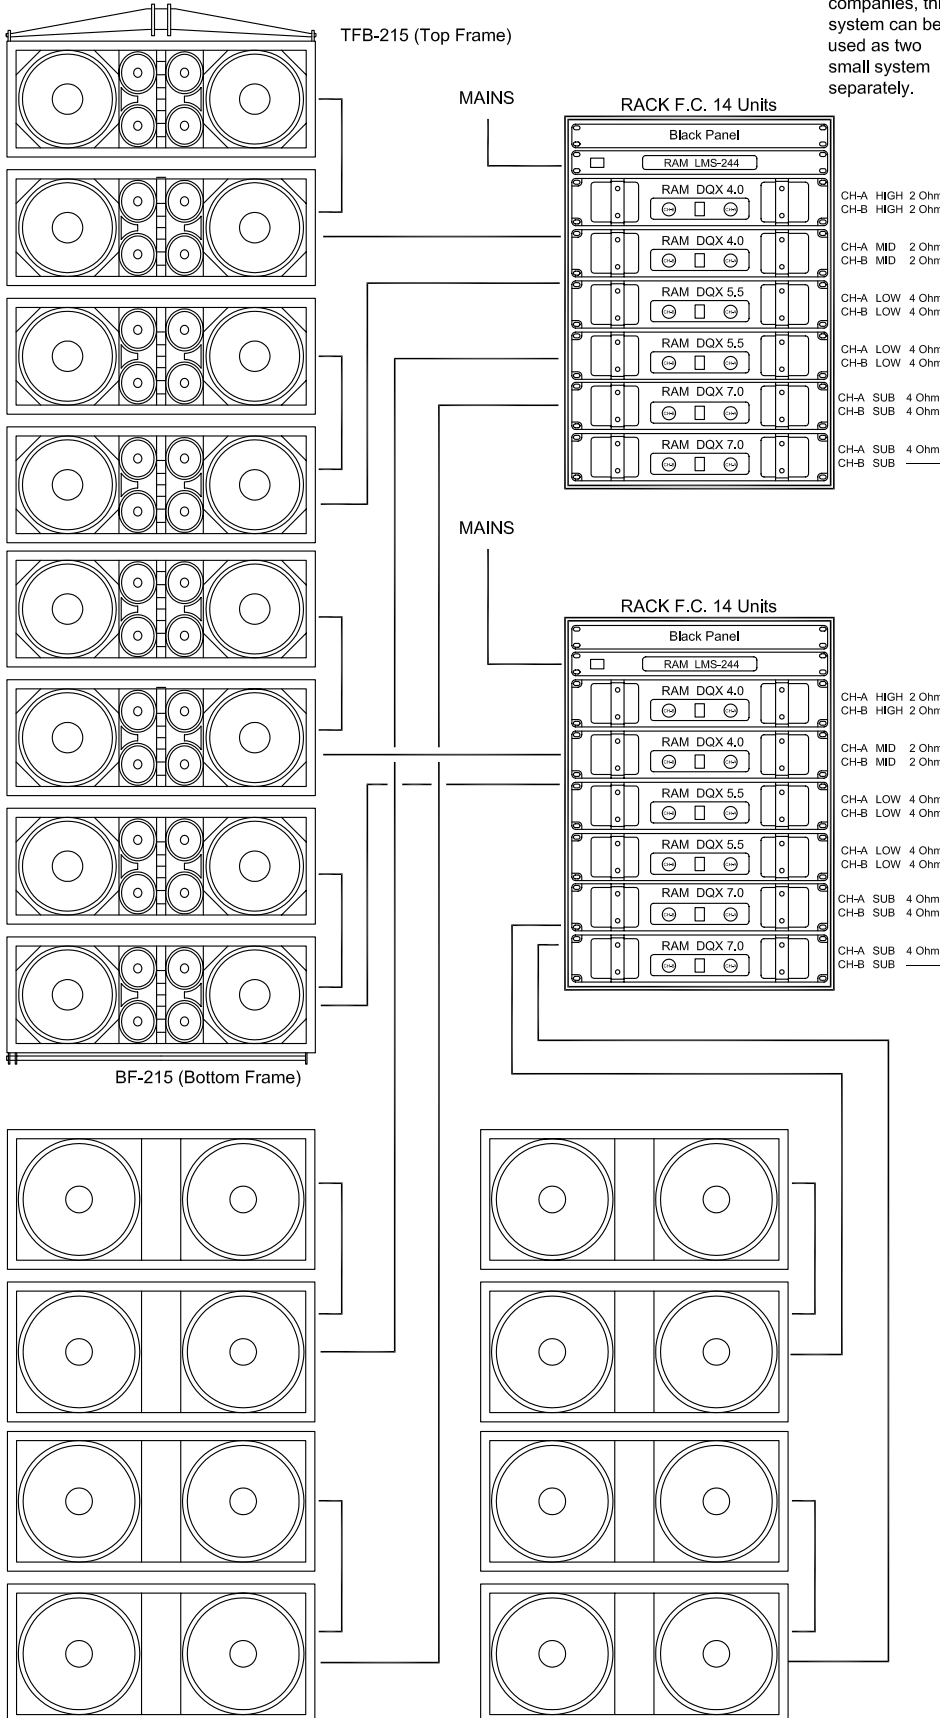 system can be
used as two
small system
separately.
TFB-215 (Top Frame)
MAINS
RACK F.C. 14 Units
Black Panel
RAM LMS-244
RAM DQX 4.0
CH-A HIGH 2 Ohm
CH-B HIGH 2 Ohm
RAM DQX 4.0
CH-A MID 2 Ohm
CH-B MID 2 Ohm
RAM DQX 5.5
CH-A LOW 4 Ohm
CH-B LOW 4 Ohm
RAM DQX 5.5
CH-A LOW 4 Ohm
CH-B LOW 4 Ohm
RAM DQX 7.0
CH-A SUB 4 Ohm
CH-B SUB 4 Ohm
RAM DQX 7.0
CH-A SUB 4 Ohm
CH-B SUB
MAINS
RACK F.C. 14 Units
Black Panel
RAM LMS-244
RAM DQX 4.0
CH-A HIGH 2 Ohm
CH-B HIGH 2 Ohm
RAM DQX 4.0
CH-A MID 2 Ohm
CH-B MID 2 Ohm
RAM DQX 5.5
CH-A LOW 4 Ohm
CH-B LOW 4 Ohm
RAM DQX 5.5
CH-A LOW 4 Ohm
CH-B LOW 4 Ohm
RAM DQX 7.0
CH-A SUB 4 Ohm
CH-B SUB 4 Ohm
RAM DQX 7.0
CH-A SUB 4 Ohm
CH-B SUB
BF-215 (Bottom Frame)